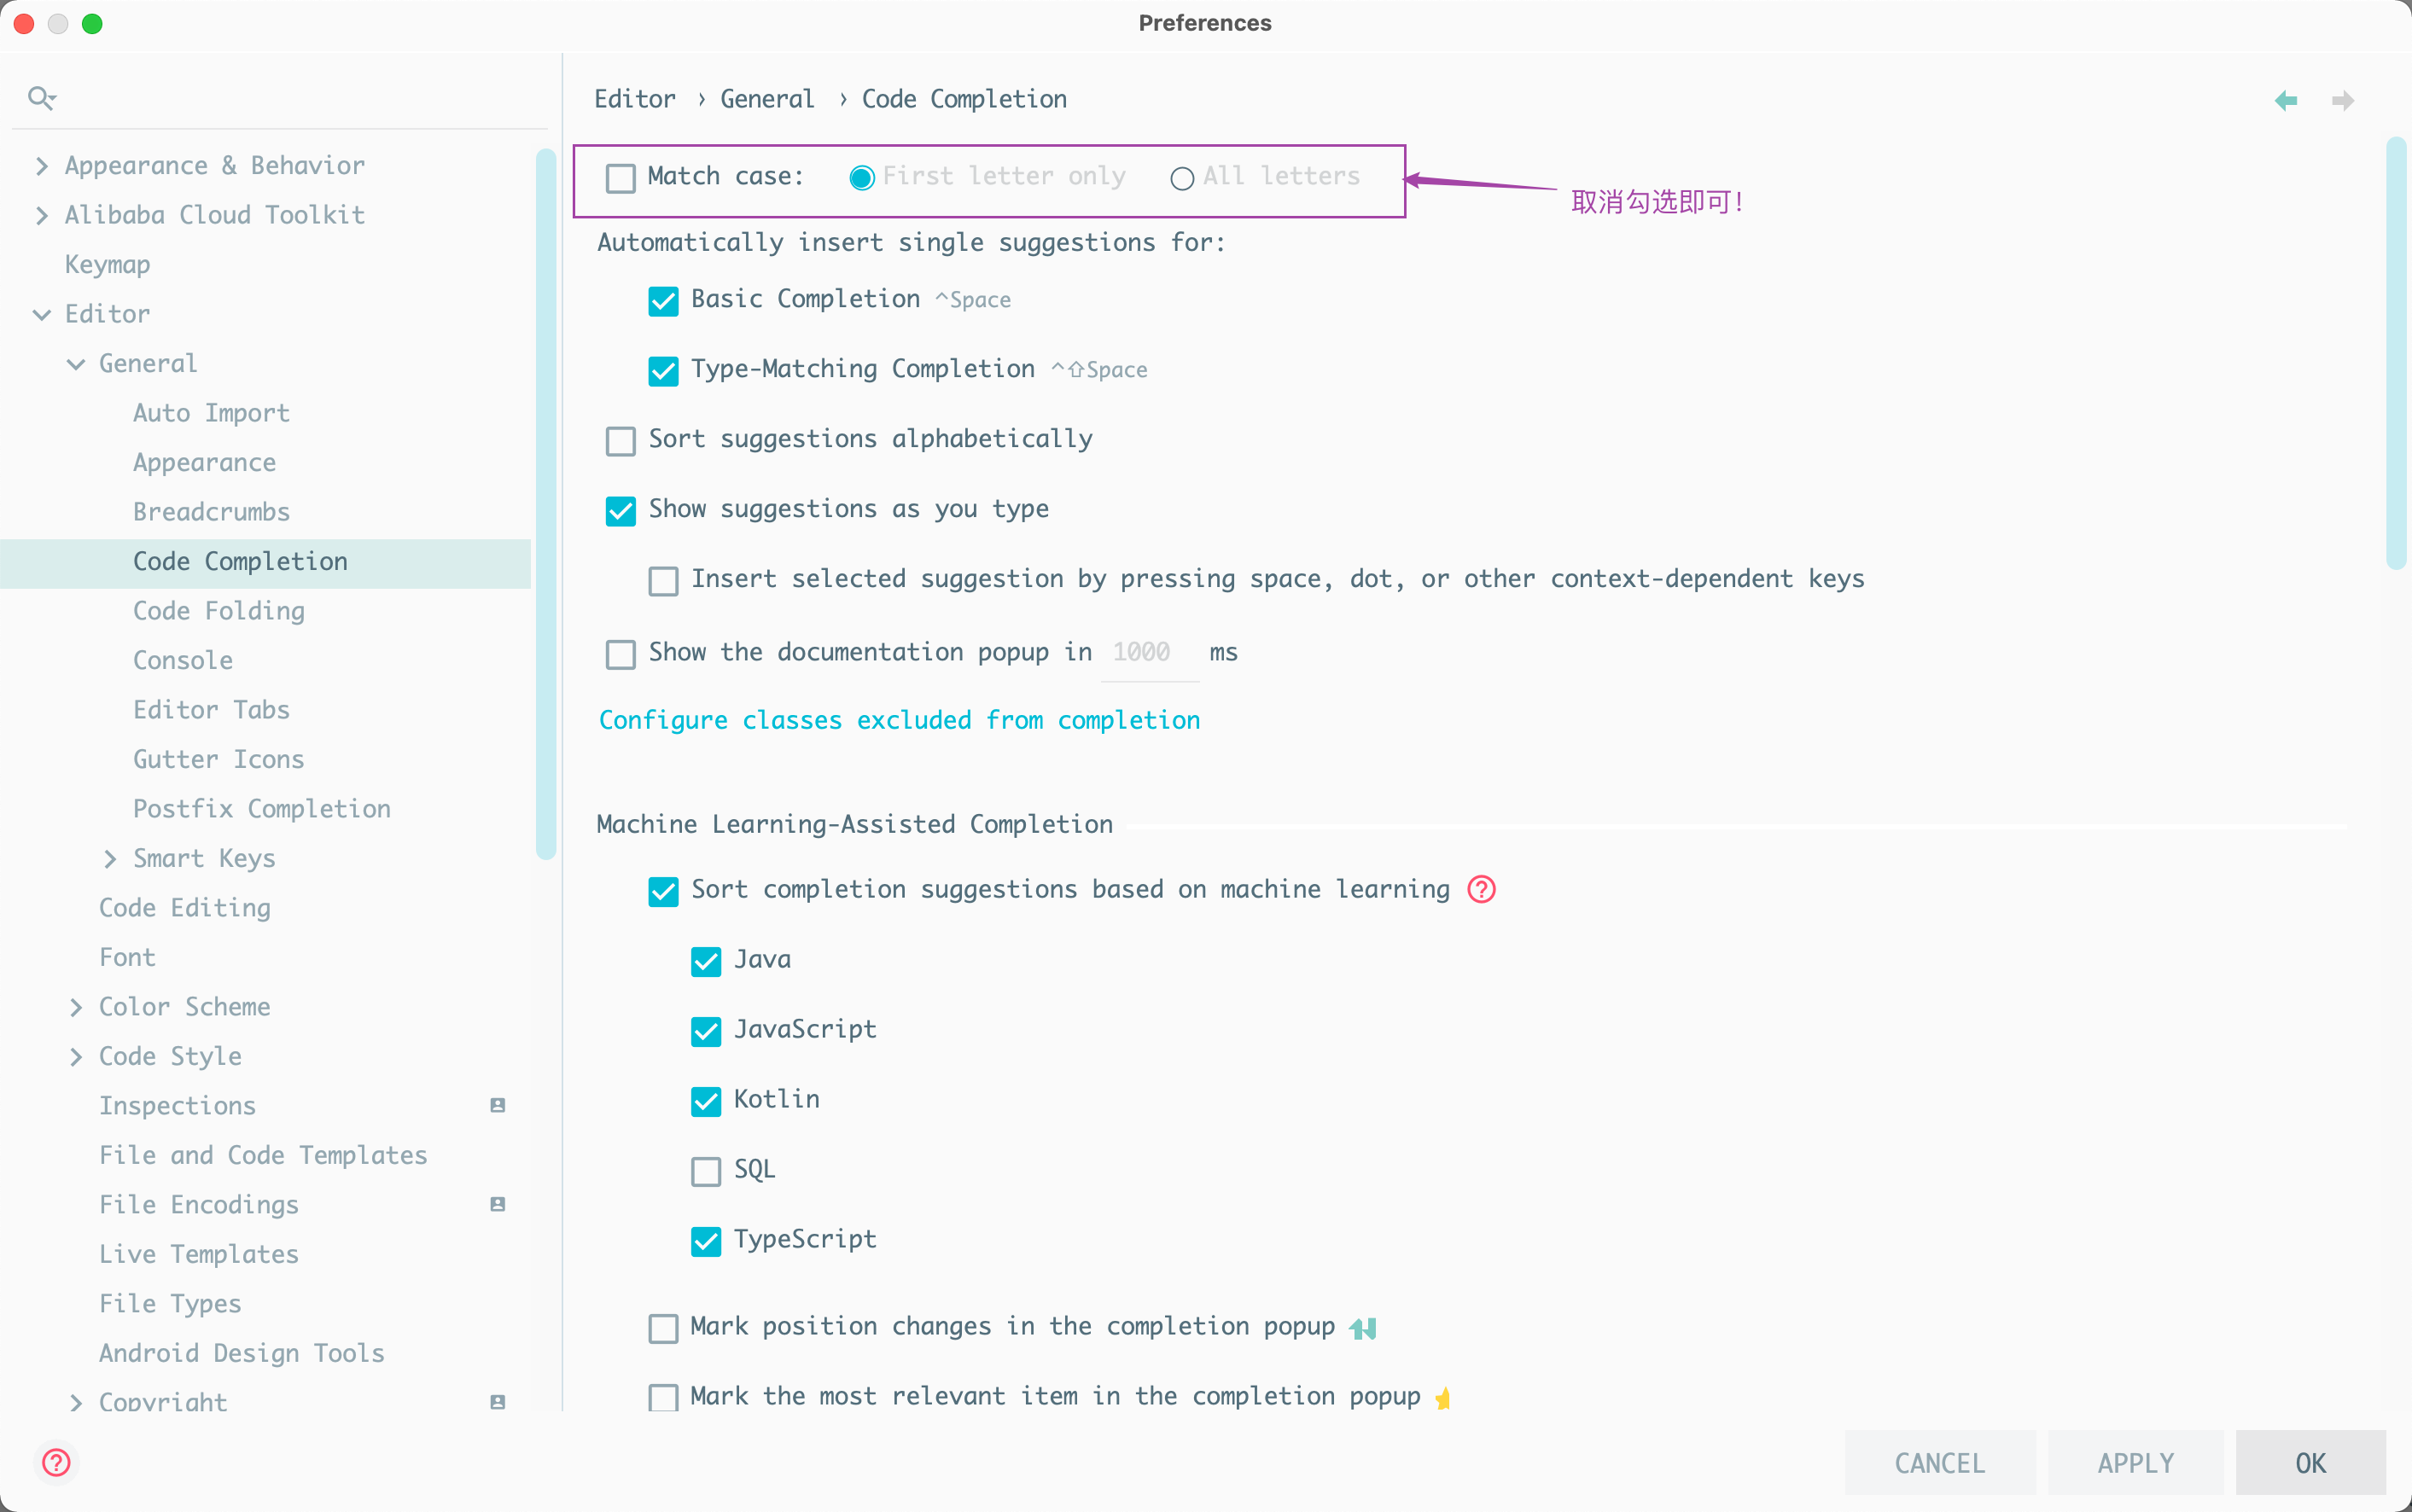 Preferences
Appearance & Behavior
Alibaba Cloud Toolkit
Keymap
Editor
General
Auto Import
Appearance
Breadcrumbs
Code Completion
Code Folding
Console
Editor Tabs
Gutter Icons
Postfix Completion
Smart Keys
Code Editing
Font
Color Scheme
Code Style
Inspections
File and Code Templates
File Encodings
Live Templates
File Types
Android Design Tools
Copyright
Editor › General › Code Completion
Match case: First letter only All letters
取消勾选即可!
Automatically insert single suggestions for:
Basic Completion ^Space
Type-Matching Completion ^⇧Space
Sort suggestions alphabetically
Show suggestions as you type
Insert selected suggestion by pressing space, dot, or other context-dependent keys
Show the documentation popup in 1000 ms
Configure classes excluded from completion
Machine Learning-Assisted Completion
Sort completion suggestions based on machine learning ?
Java
JavaScript
Kotlin
SQL
TypeScript
Mark position changes in the completion popup
Mark the most relevant item in the completion popup
? CANCEL APPLY OK